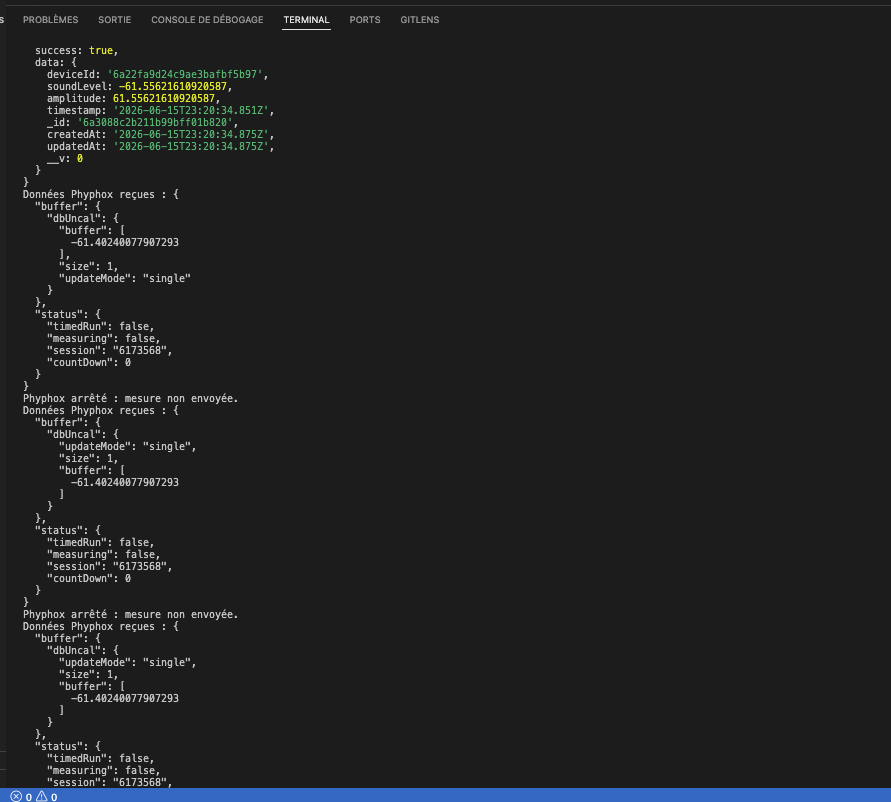 s PROBLÈMES SORTIE CONSOLE DE DÉBOGAGE TERMINAL PORTS GITLENS
success: true,
data: {
deviceId: '6a22fa9d24c9ae3bafbf5b97',
soundLevel: -61.55621610920587,
amplitude: 61.55621610920587,
timestamp: '2026-06-15T23:20:34.851Z',
_id: '6a3088c2b211b99bff01b820',
createdAt: '2026-06-15T23:20:34.875Z',
updatedAt: '2026-06-15T23:20:34.875Z',
__v: 0
}
}
Données Phyphox reçues : {
"buffer": {
"dbUncal": {
"buffer": [
-61.40240077907293
],
"size": 1,
"updateMode": "single"
}
},
"status": {
"timedRun": false,
"measuring": false,
"session": "6173568",
"countDown": 0
}
}
Phyphox arrêté : mesure non envoyée.
Données Phyphox reçues : {
"buffer": {
"dbUncal": {
"updateMode": "single",
"size": 1,
"buffer": [
-61.40240077907293
]
}
},
"status": {
"timedRun": false,
"measuring": false,
"session": "6173568",
"countDown": 0
}
}
Phyphox arrêté : mesure non envoyée.
Données Phyphox reçues : {
"buffer": {
"dbUncal": {
"updateMode": "single",
"size": 1,
"buffer": [
-61.40240077907293
]
}
},
"status": {
"timedRun": false,
"measuring": false,
"session": "6173568",
0 0